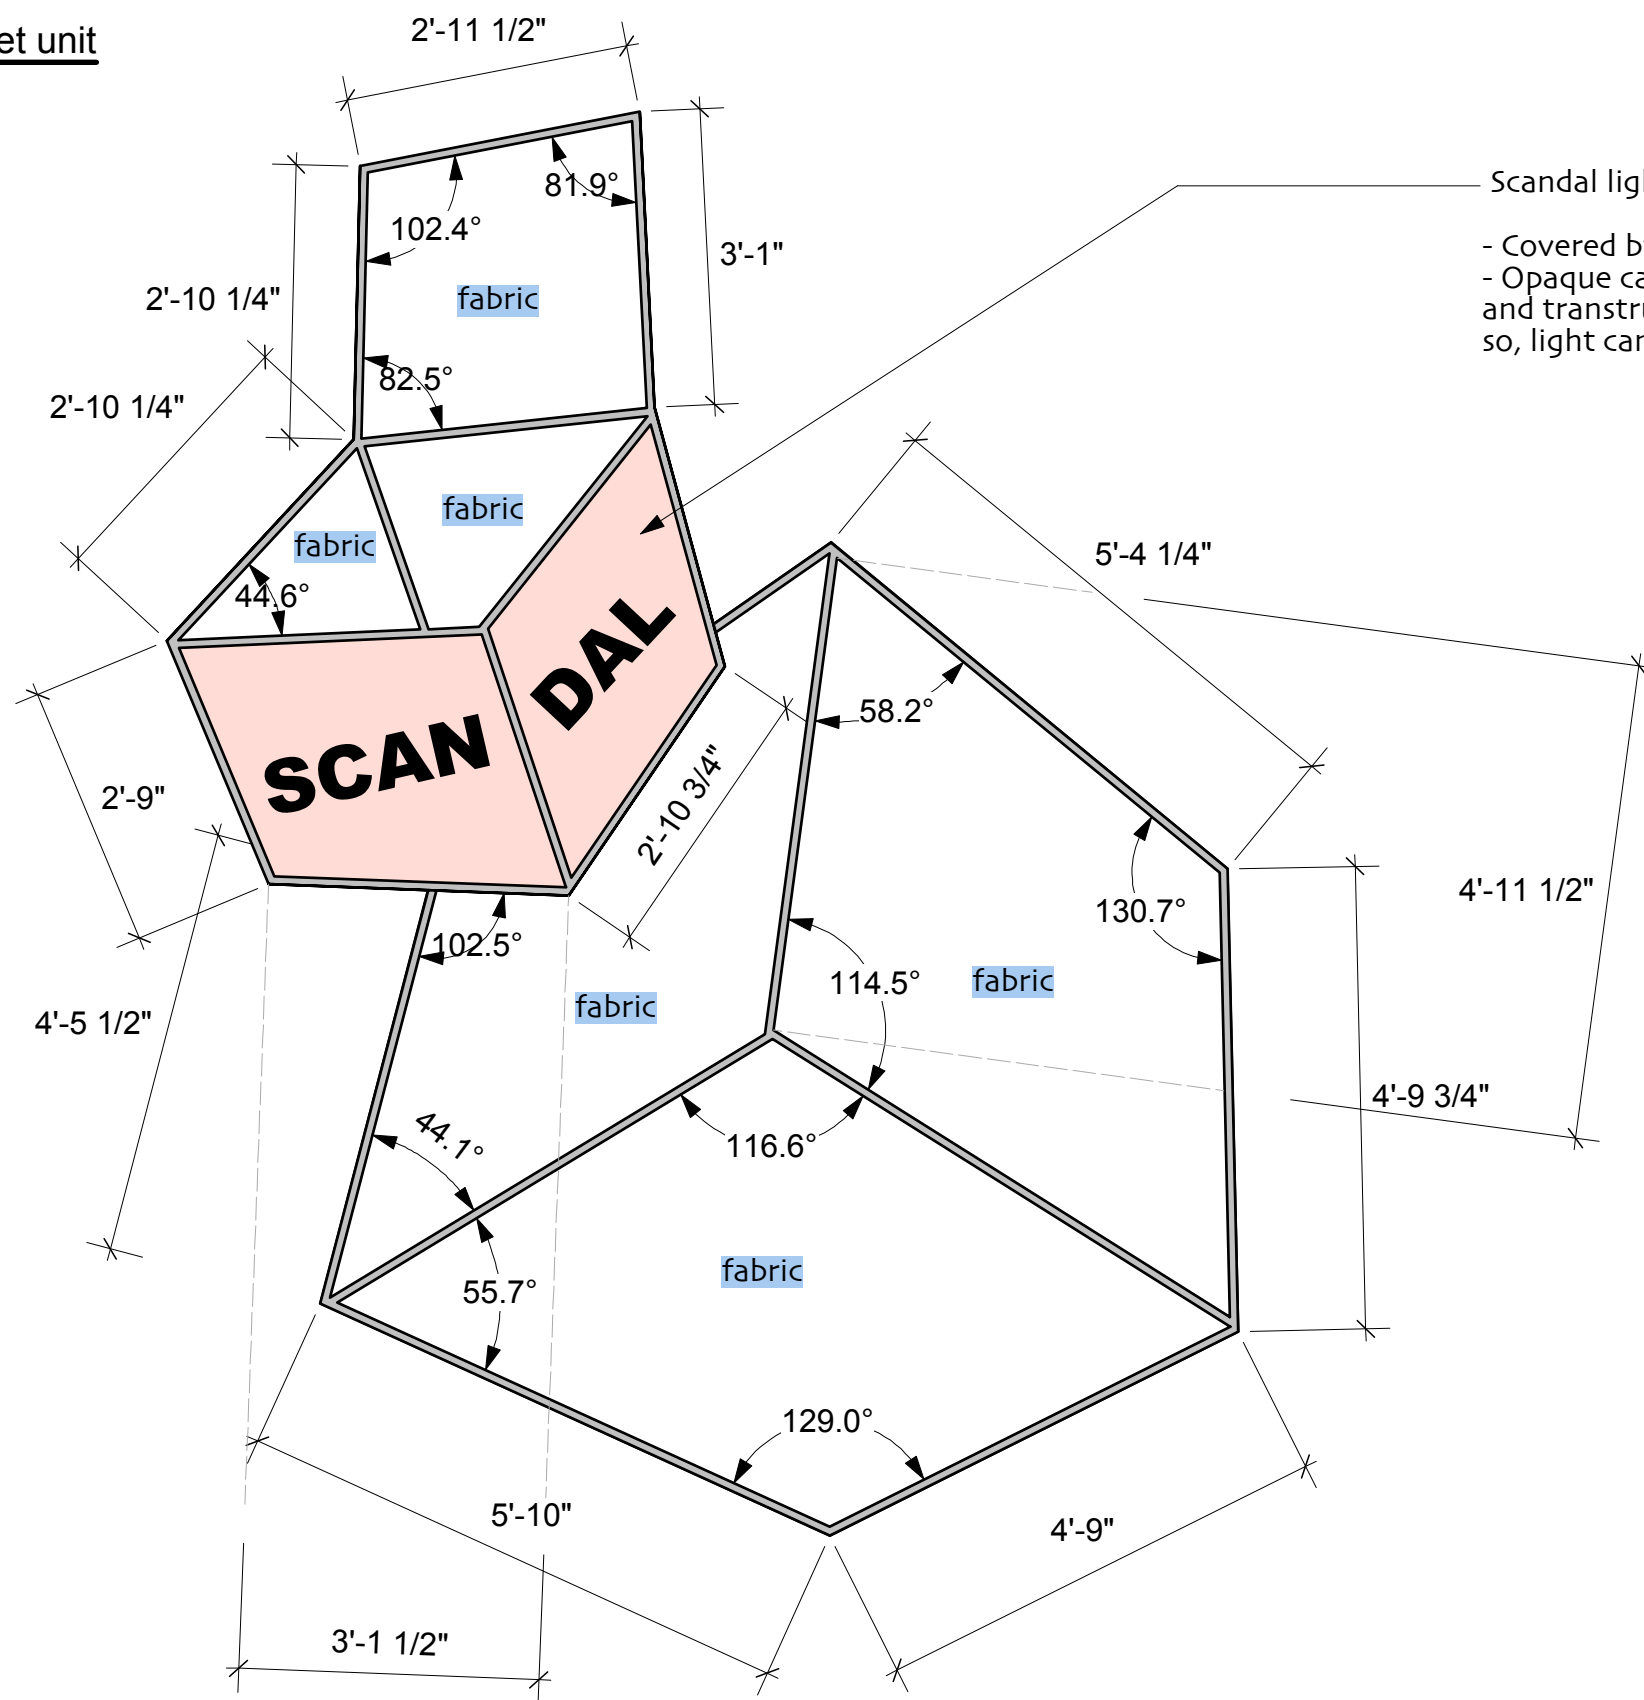 et unit
2'-11 1/2"
81.9°
102.4°
3'-1"
2'-10 1/4"
fabric
82.5°
2'-10 1/4"
fabric
fabric
44.6°
Scandal
- Covered
- Opaque
and
so, light
5'-4 1/4"
58.2°
DAL
SCAN
2'-9"
2'-10 3/4"
130.7°
4'-11 1/2"
102.5°
114.5°
fabric
fabric
4'-5 1/2"
4'-9 3/4"
44.1°
116.6°
fabric
55.7°
129.0°
5'-10"
4'-9"
3'-1 1/2"